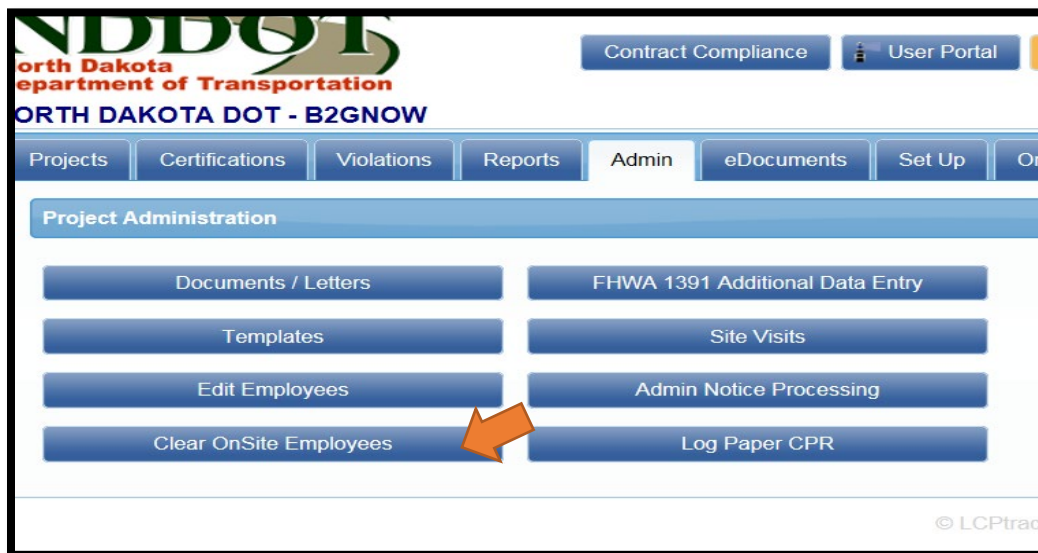 NDDOT
orth Dakota
epartment of Transportation
ORTH DAKOTA DOT - B2GNOW
Contract Compliance User Portal
Projects Certifications Violations Reports Admin eDocuments Set Up
Project Administration
Documents / Letters FHWA 1391 Additional Data Entry
Templates Site Visits
Edit Employees Admin Notice Processing
Clear OnSite Employees Log Paper CPR
© LCPtrac